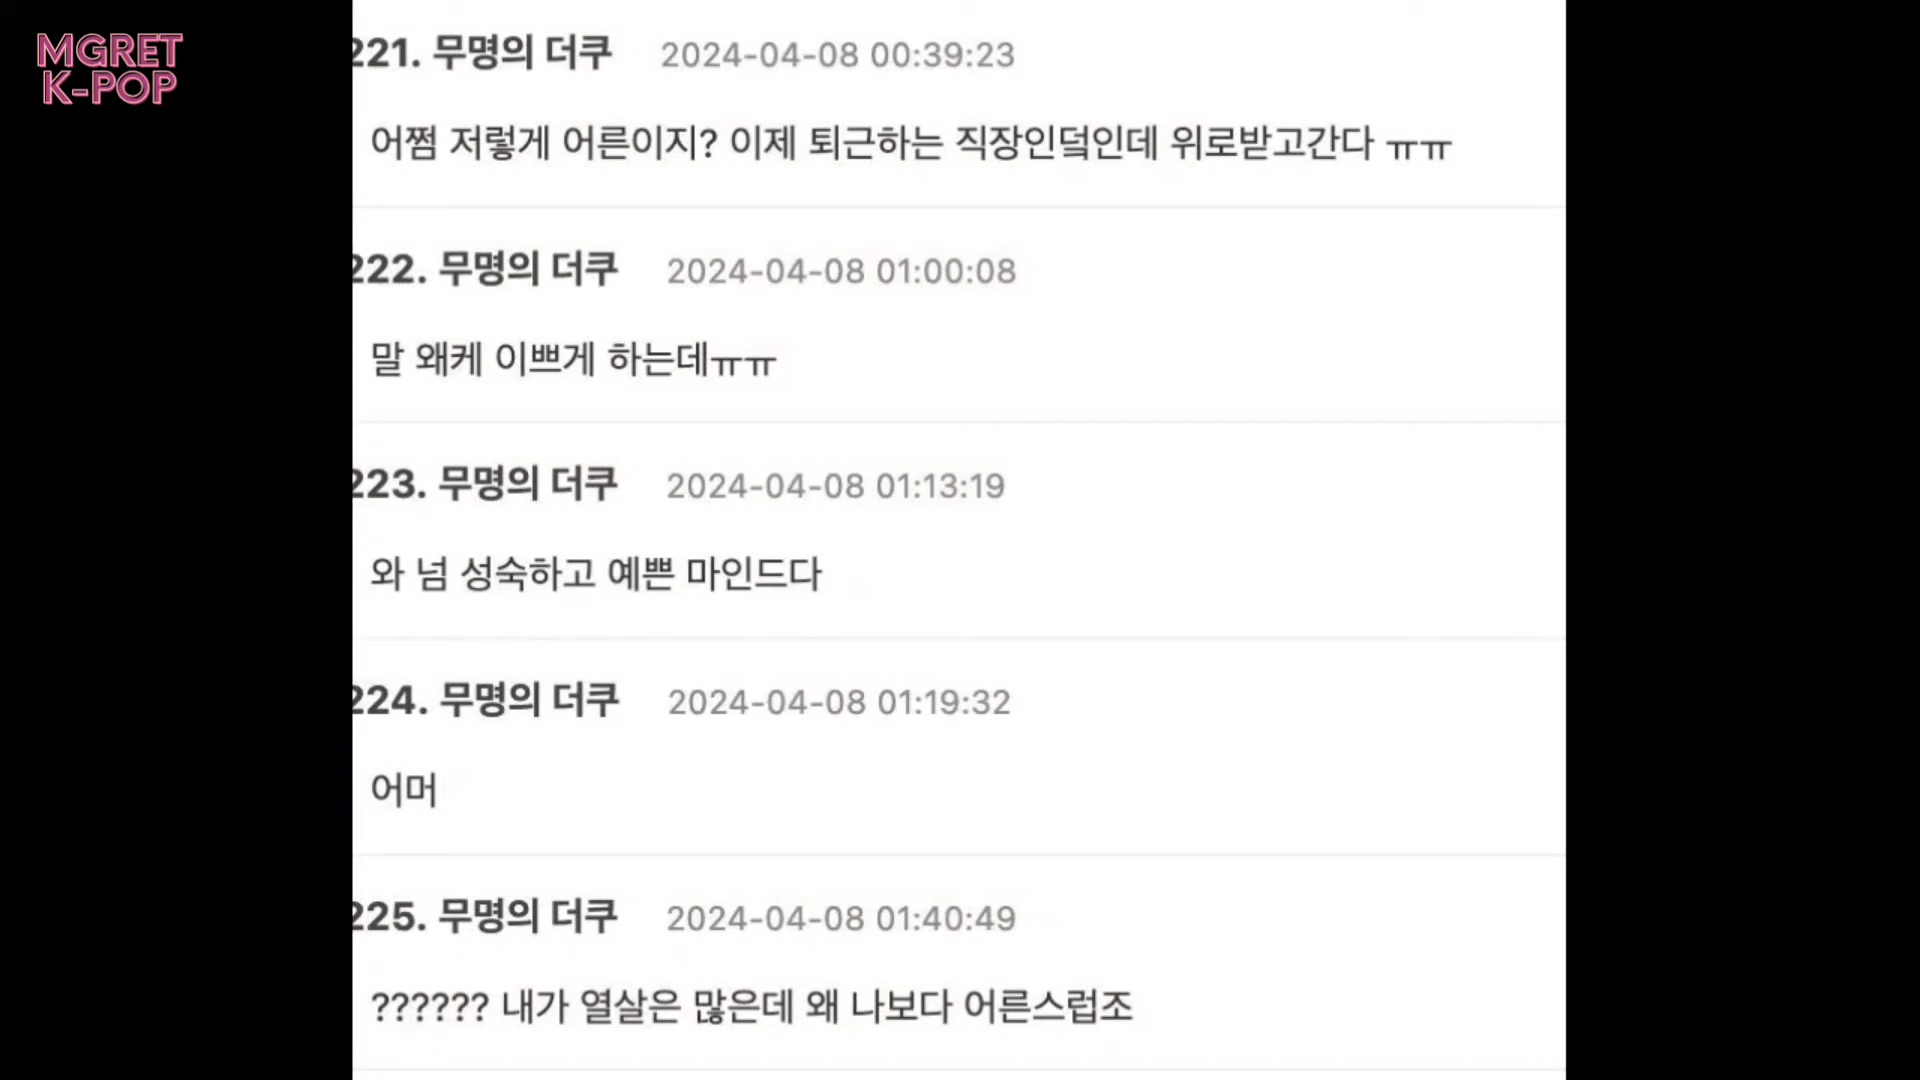 MGRET
K-POP
221. 무명의 더쿠 2024-04-08 00:39:23
어쩜 저렇게 어른이지? 이제 퇴근하는 직장인덬인데 위로받고간다 ㅠㅠ
222. 무명의 더쿠 2024-04-08 01:00:08
말 왜케 이쁘게 하는데ㅠㅠ
223. 무명의 더쿠 2024-04-08 01:13:19
와 넘 성숙하고 예쁜 마인드다
224. 무명의 더쿠 2024-04-08 01:19:32
어머
225. 무명의 더쿠 2024-04-08 01:40:49
?????? 내가 열살은 많은데 왜 나보다 어른스럽조